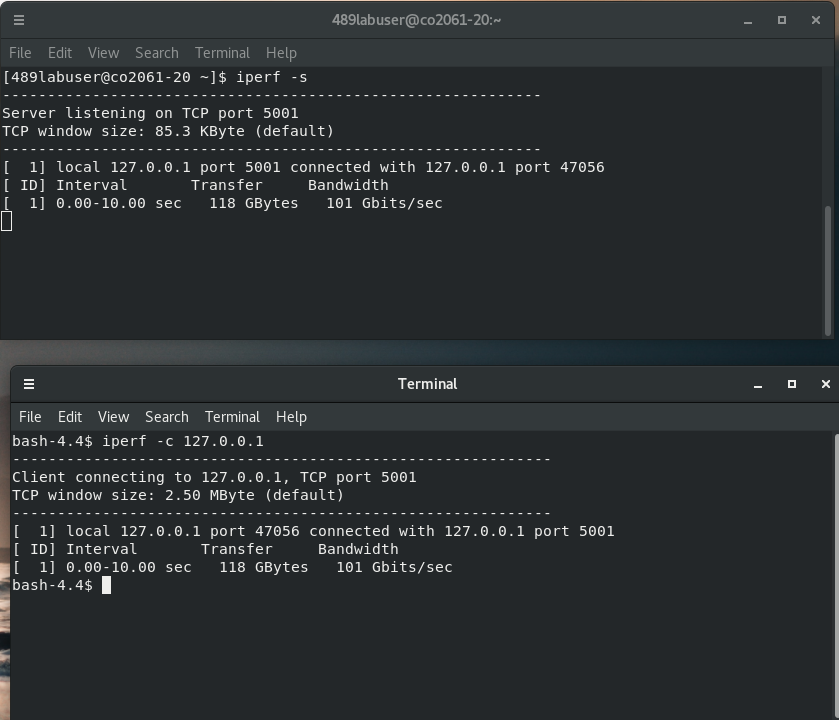 489labuser@co2061-20:~
File Edit View Search Terminal Help
[489labuser@co2061-20 ~]$ iperf -s
------------------------------------------------------------
Server listening on TCP port 5001
TCP window size: 85.3 KByte (default)
------------------------------------------------------------
[  1] local 127.0.0.1 port 5001 connected with 127.0.0.1 port 47056
[ ID] Interval       Transfer     Bandwidth
[  1] 0.00-10.00 sec   118 GBytes   101 Gbits/sec
Terminal
File Edit View Search Terminal Help
bash-4.4$ iperf -c 127.0.0.1
------------------------------------------------------------
Client connecting to 127.0.0.1, TCP port 5001
TCP window size: 2.50 MByte (default)
------------------------------------------------------------
[  1] local 127.0.0.1 port 47056 connected with 127.0.0.1 port 5001
[ ID] Interval       Transfer     Bandwidth
[  1] 0.00-10.00 sec   118 GBytes   101 Gbits/sec
bash-4.4$